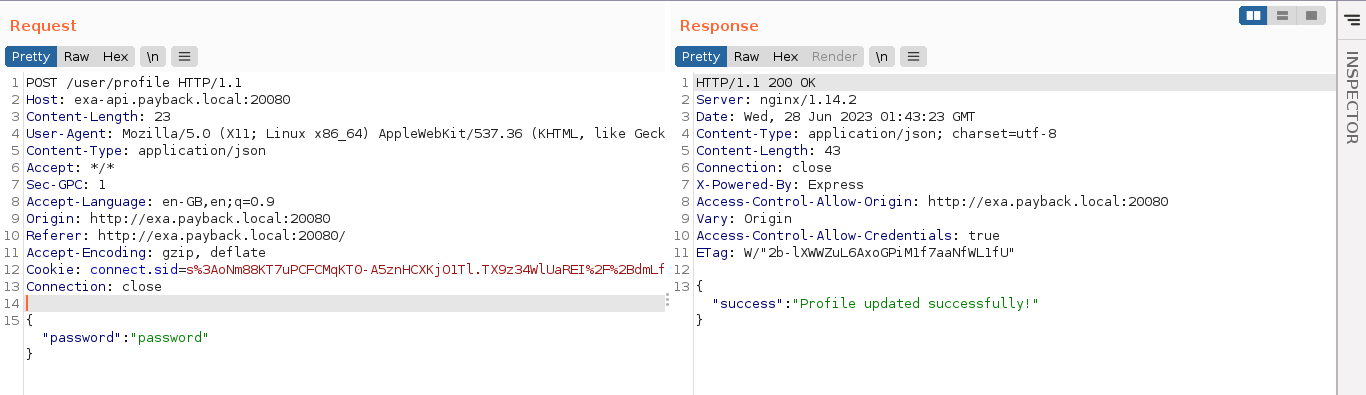 Request
Pretty Raw Hex \n
1 POST /user/profile HTTP/1.1
2 Host: exa-api.payback.local:20080
3 Content-Length: 23
4 User-Agent: Mozilla/5.0 (X11; Linux x86_64) AppleWebKit/537.36 (KHTML, like Geck
5 Content-Type: application/json
6 Accept: */*
7 Sec-GPC: 1
8 Accept-Language: en-GB,en;q=0.9
9 Origin: http://exa.payback.local:20080
10 Referer: http://exa.payback.local:20080/
11 Accept-Encoding: gzip, deflate
12 Cookie: connect.sid=s%3AoNm88KT7uPCFCMqKTO-A5znHCXKjO1Tl.TX9z34WlUaREI%2F%2BdmLf
13 Connection: close
14
15 {
"password":"password"
}
Response
Pretty Raw Hex Render \n
1 HTTP/1.1 200 OK
2 Server: nginx/1.14.2
3 Date: Wed, 28 Jun 2023 01:43:23 GMT
4 Content-Type: application/json; charset=utf-8
5 Content-Length: 43
6 Connection: close
7 X-Powered-By: Express
8 Access-Control-Allow-Origin: http://exa.payback.local:20080
9 Vary: Origin
10 Access-Control-Allow-Credentials: true
11 ETag: W/"2b-lXWWZuL6AxoGPiM1f7aaNfWL1fU"
12
13 {
"success":"Profile updated successfully!"
}
INSPECTOR